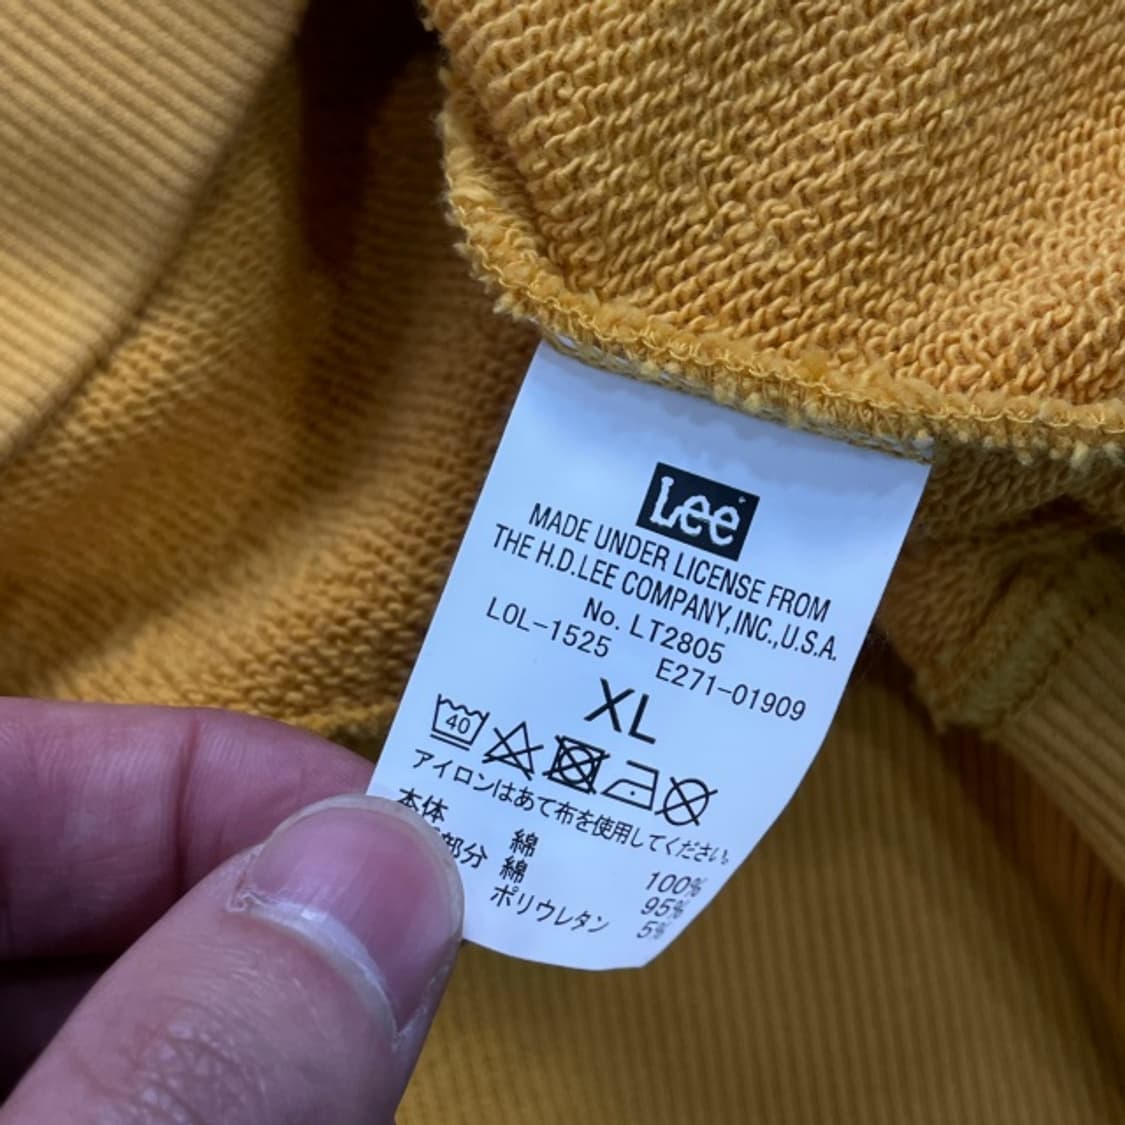 Lee
MADE UNDER LICENSE FROM
THE H.D.LEE COMPANY,INC.,U.S.A.
No. LT2805
LOL-1525 E271-01909
XL
40
アイロンはあて布を使用してください。
本体 綿 100%
部分 綿 95%
ポリウレタン 5%